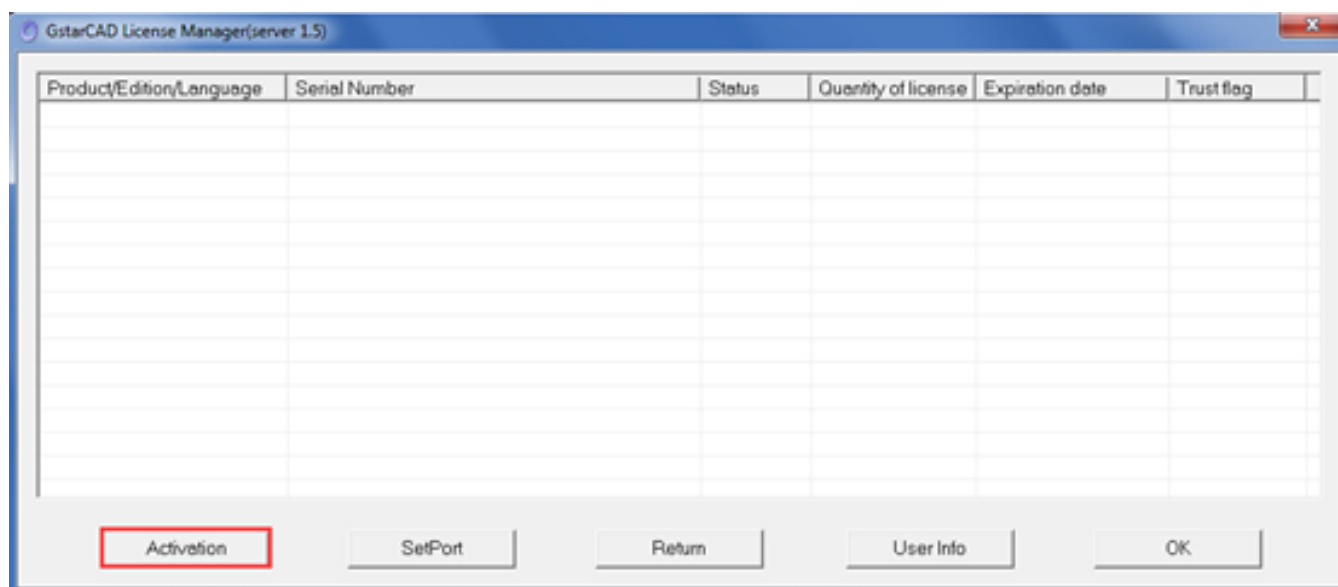 GstarCAD License Manager(server 1.5)
Product/Edition/Language Serial Number Status Quantity of license Expiration date Trust flag
Activation SetPort Return User Info OK